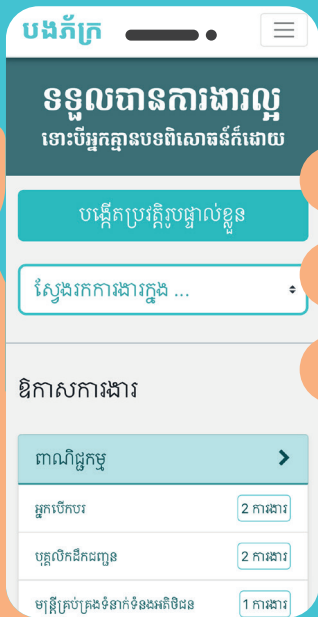 បងភ័ក្រ
ទទួលបានការងារល្អ
ទោះបីអ្នកគ្មានបទពិសោធន៍ក៏ដោយ
បង្កើតប្រវត្តិរូបផ្ទាល់ខ្លួន
ស្វែងរកការងារក្នុង ...
ឱកាសការងារ
ពាណិជ្ជកម្ម
អ្នកបើកបរ
2 ការងារ
បុគ្គលិកដឹកជញ្ជូន
2 ការងារ
មន្ត្រីគ្រប់គ្រងទំនាក់ទំនងអតិថិជន
1 ការងារ